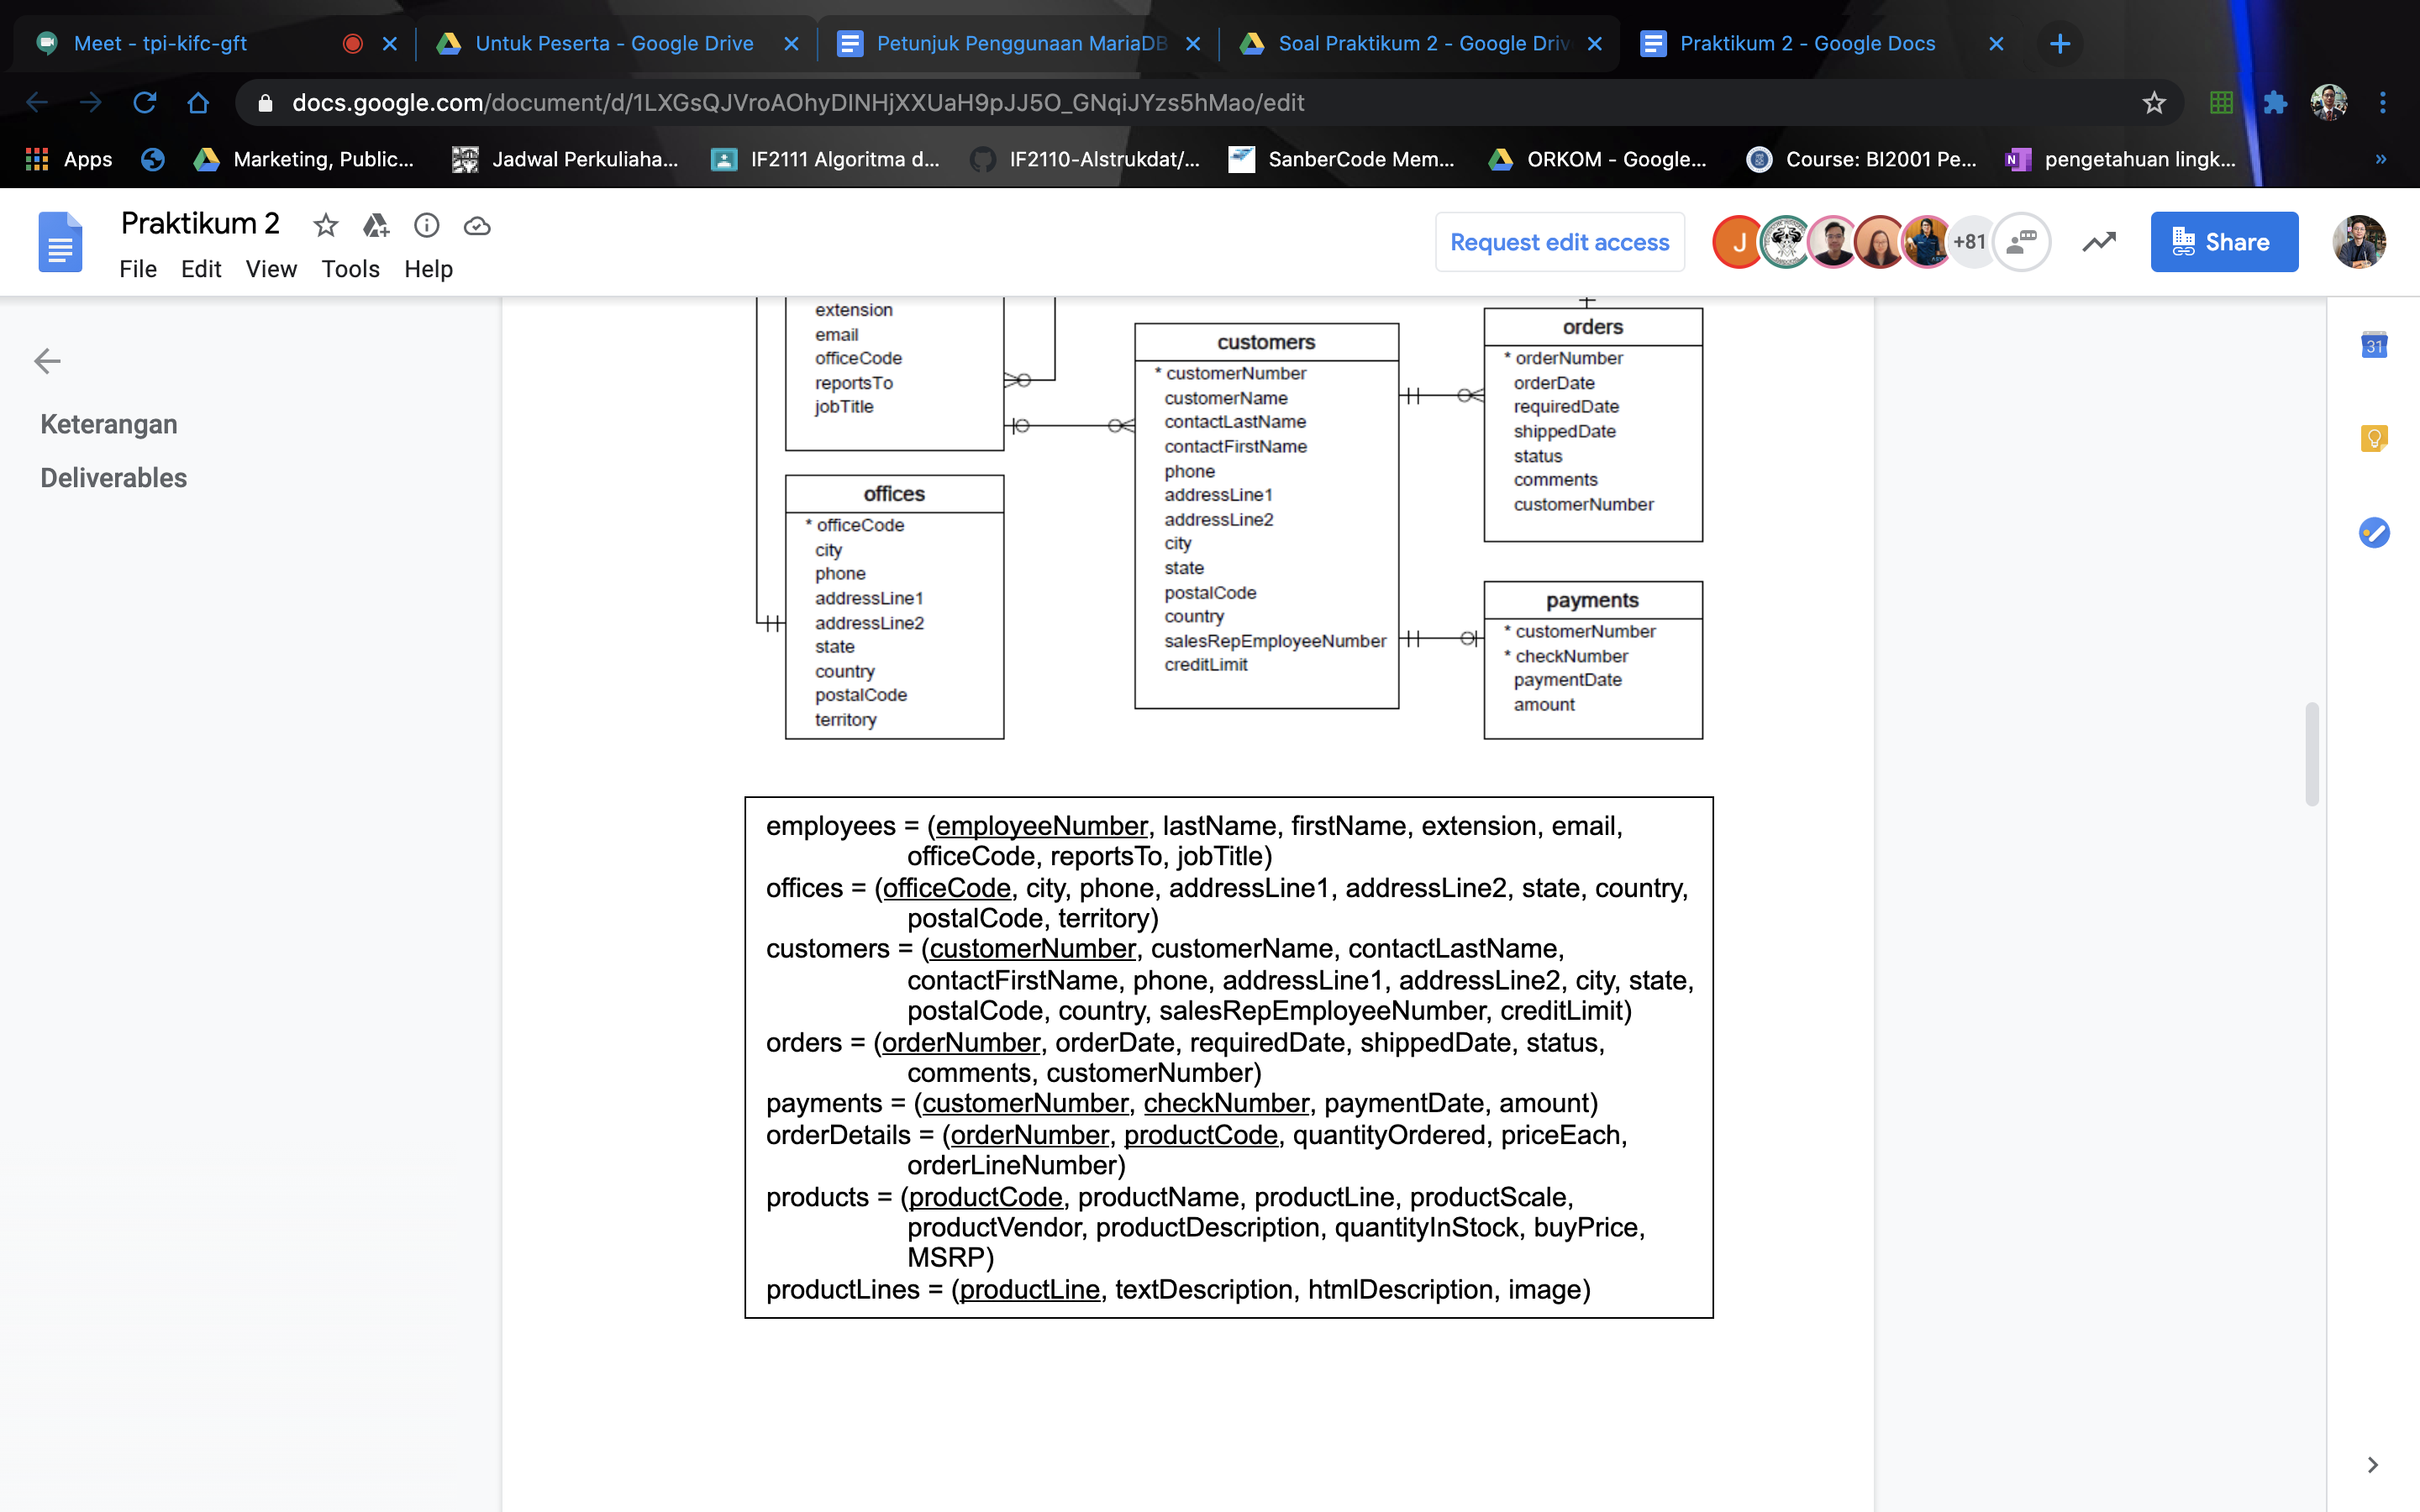 Meet - tpi-kifc-gft
Untuk Peserta - Google Drive
Petunjuk Penggunaan MariaDB
Soal Praktikum 2 - Google Driv
Praktikum 2 - Google Docs
docs.google.com/document/d/1LXGsQJVroAOhyDINHjXXUaH9pJJ5O_GNqiJYzs5hMao/edit
Apps
Marketing, Public...
Jadwal Perkuliaha...
IF2111 Algoritma d...
IF2110-Alstrukdat/...
SanberCode Mem...
ORKOM - Google...
Course: BI2001 Pe...
N
pengetahuan lingk...
»
Praktikum 2
File Edit View Tools Help
Request edit access
J
+81
Share
Keterangan
Deliverables
31
extension
email
officeCode
reportsTo
jobTitle
offices
* officeCode
city
phone
addressLine1
addressLine2
state
country
postalCode
territory
customers
* customerNumber
customerName
contactLastName
contactFirstName
phone
addressLine1
addressLine2
city
state
postalCode
country
salesRepEmployeeNumber
creditLimit
orders
* orderNumber
orderDate
requiredDate
shippedDate
status
comments
customerNumber
payments
* customerNumber
* checkNumber
paymentDate
amount
employees = (employeeNumber, lastName, firstName, extension, email,
officeCode, reportsTo, jobTitle)
offices = (officeCode, city, phone, addressLine1, addressLine2, state, country,
postalCode, territory)
customers = (customerNumber, customerName, contactLastName,
contactFirstName, phone, addressLine1, addressLine2, city, state,
postalCode, country, salesRepEmployeeNumber, creditLimit)
orders = (orderNumber, orderDate, requiredDate, shippedDate, status,
comments, customerNumber)
payments = (customerNumber, checkNumber, paymentDate, amount)
orderDetails = (orderNumber, productCode, quantityOrdered, priceEach,
orderLineNumber)
products = (productCode, productName, productLine, productScale,
productVendor, productDescription, quantityInStock, buyPrice,
MSRP)
productLines = (productLine, textDescription, htmlDescription, image)